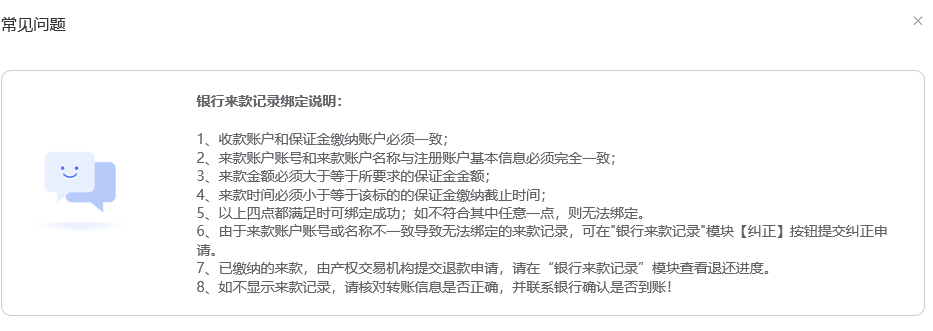 常见问题
×
银行来款记录绑定说明：
1、收款账户和保证金缴纳账户必须一致；
2、来款账户账号和来款账户名称与注册账户基本信息必须完全一致；
3、来款金额必须大于等于所要求的保证金金额；
4、来款时间必须小于等于该标的的保证金缴纳截止时间；
5、以上四点都满足时可绑定成功；如不符合其中任意一点，则无法绑定。
6、由于来款账户账号或名称不一致导致无法绑定的来款记录，可在"银行来款记录"模块【纠正】按钮提交纠正申
请。
7、已缴纳的来款，由产权交易机构提交退款申请，请在“银行来款记录”模块查看退还进度。
8、如不显示来款记录，请核对转账信息是否正确，并联系银行确认是否到账！